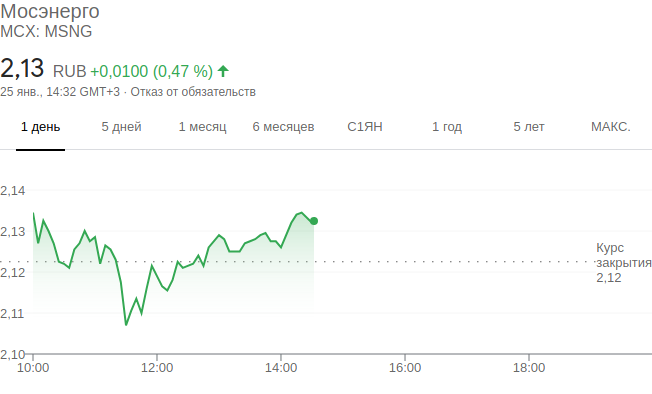 Мосэнерго
MCX: MSNG
2,13 RUB +0,0100 (0,47 %)
25 янв., 14:32 GMT+3 · Отказ от обязательств
1 день 5 дней 1 месяц 6 месяцев С1ЯН 1 год 5 лет МАКС.
2,14
2,13
2,12
2,11
2,10
Курс
закрытия
2,12
10:00 12:00 14:00 16:00 18:00